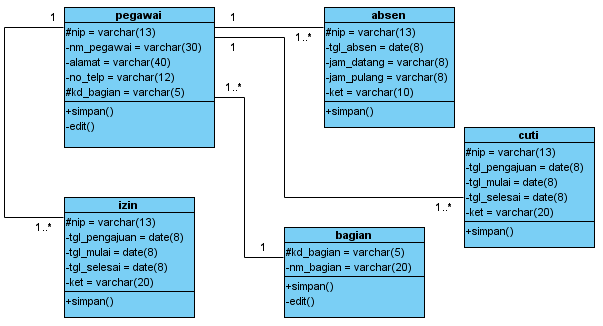 pegawai
#nip = varchar(13)
-nm_pegawai = varchar(30)
-alamat = varchar(40)
-no_telp = varchar(12)
#kd_bagian = varchar(5)
+simpan()
-edit()
1
1
1..*
1
1..*
absen
#nip = varchar(13)
-tgl_absen = date(8)
-jam_datang = varchar(8)
-jam_pulang = varchar(8)
-ket = varchar(10)
+simpan()
cuti
#nip = varchar(13)
-tgl_pengajuan = date(8)
-tgl_mulai = date(8)
-tgl_selesai = date(8)
-ket = varchar(20)
+simpan()
1..*
1..*
izin
#nip = varchar(13)
-tgl_pengajuan = date(8)
-tgl_mulai = date(8)
-tgl_selesai = date(8)
-ket = varchar(20)
+simpan()
1
bagian
#kd_bagian = varchar(5)
-nm_bagian = varchar(20)
+simpan()
-edit()